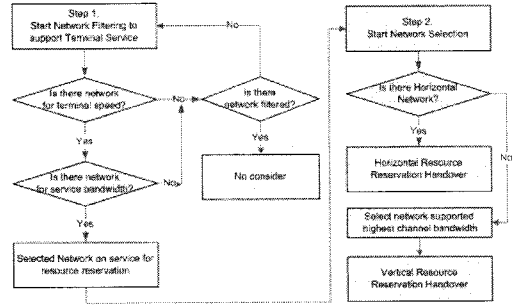 Step 1.
Start Network Filtering to
support Terminal Service
No
Is there network
for terminal speed?
No
Is there
network filtered?
Yes
Yes
Is there network
for service bandwidth?
No
No consider
Yes
Selected Network on service for
resource reservation
Step 2.
Start Network Selection
Is there Horizontal
Network?
Yes
No
Horizontal Resource
Reservation Handover
Select network supported
highest channel bandwidth
Vertical Resource
Reservation Handover